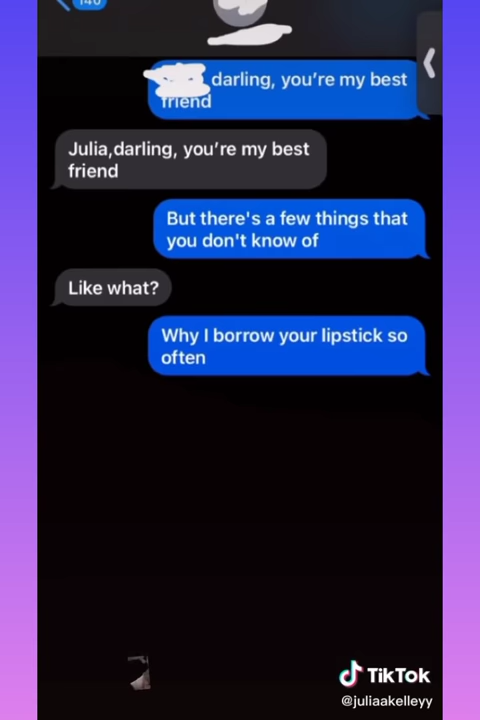 140
darling, you’re my best
friend
Julia,darling, you’re my best
friend
But there's a few things that
you don't know of
Like what?
Why I borrow your lipstick so
often
TikTok
@juliaakelleyy